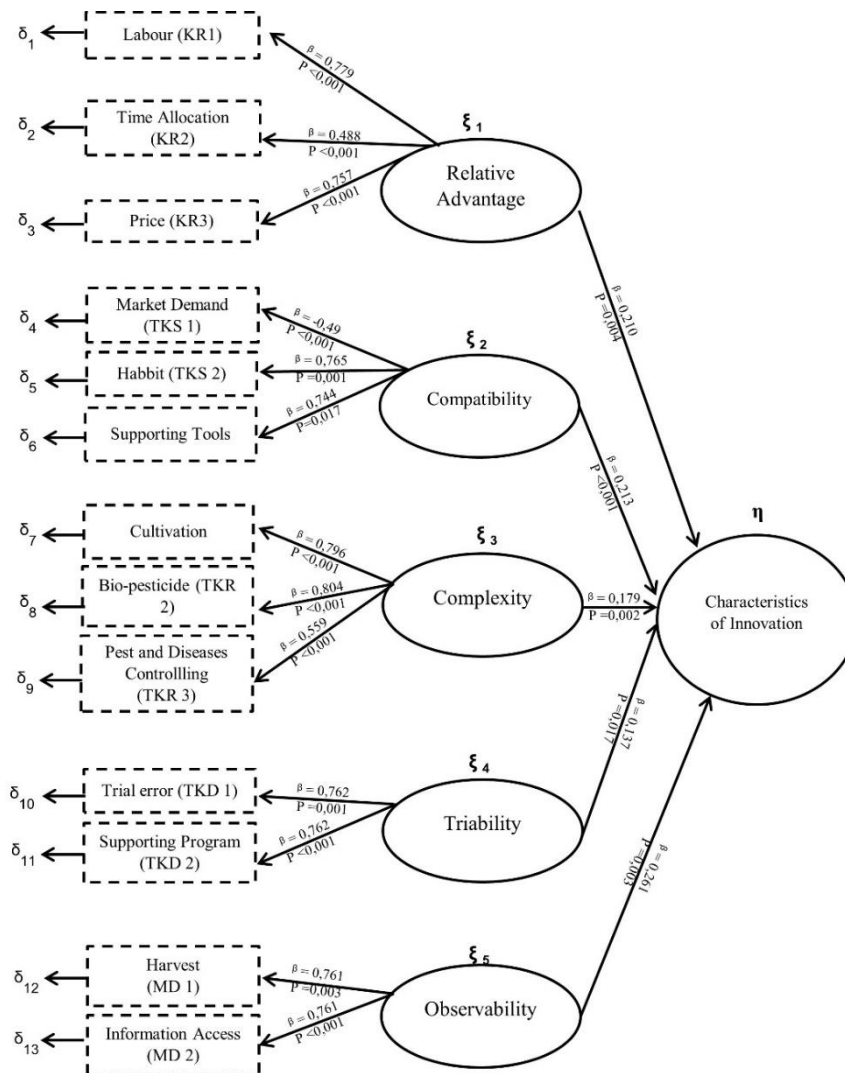 δ1
Labour (KR1)
β = 0,779
P <0,001
δ2
Time Allocation
(KR2)
β = 0,488
P <0,001
δ3
Price (KR3)
β = 0,757
P <0,001
ξ 1
Relative
Advantage
β = 0,210
P =0,004
δ4
Market Demand
(TKS 1)
β = -0,49
P <0,001
δ5
Habbit (TKS 2)
β = 0,765
P =0,001
δ6
Supporting Tools
β = 0,744
P=0,017
ξ 2
Compatibility
β = 0,213
P <0,001
δ7
Cultivation
β = 0,796
P <0,001
δ8
Bio-pesticide (TKR
2)
β = 0,804
P <0,001
δ9
Pest and Diseases
Controllling
(TKR 3)
β = 0,559
P <0,001
ξ 3
Complexity
β = 0,179
P =0,002
η
Characteristics
of Innovation
δ10
Trial error (TKD 1)
β = 0,762
P =0,001
δ11
Supporting Program
(TKD 2)
β = 0,762
P <0,001
ξ 4
Triability
β = 0,137
P =0,017
δ12
Harvest
(MD 1)
β = 0,761
P =0,003
δ13
Information Access
(MD 2)
β = 0,761
P <0,001
ξ 5
Observability
β = 0,261
P=0,003